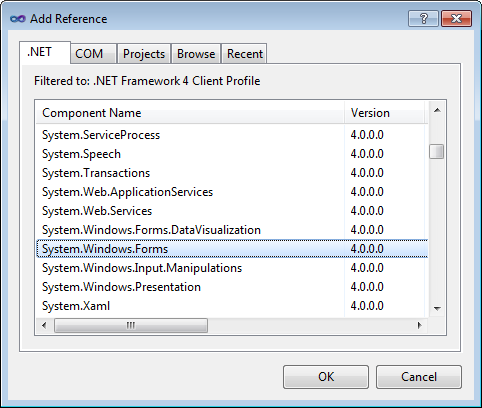 Add Reference
.NET COM Projects Browse Recent
Filtered to: .NET Framework 4 Client Profile
Component Name Version
System.ServiceProcess 4.0.0.0
System.Speech 4.0.0.0
System.Transactions 4.0.0.0
System.Web.ApplicationServices 4.0.0.0
System.Web.Services 4.0.0.0
System.Windows.Forms.DataVisualization 4.0.0.0
System.Windows.Forms 4.0.0.0
System.Windows.Input.Manipulations 4.0.0.0
System.Windows.Presentation 4.0.0.0
System.Xaml 4.0.0.0
OK Cancel